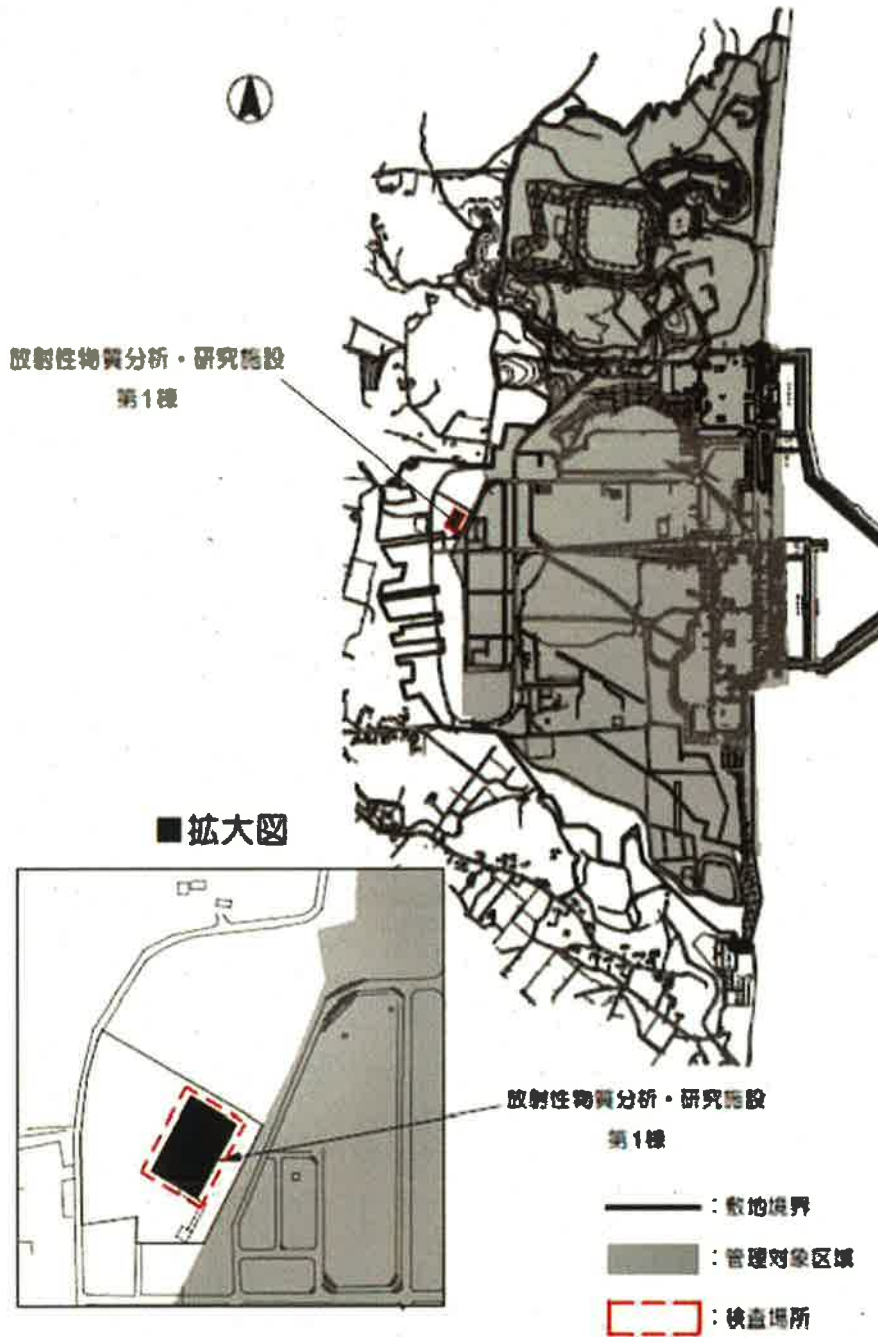 放射性物質分析・研究施設
第1棟
■拡大図
放射性物質分析・研究施設
第1棟
：敷地境界
：管理対象区域
：検査場所